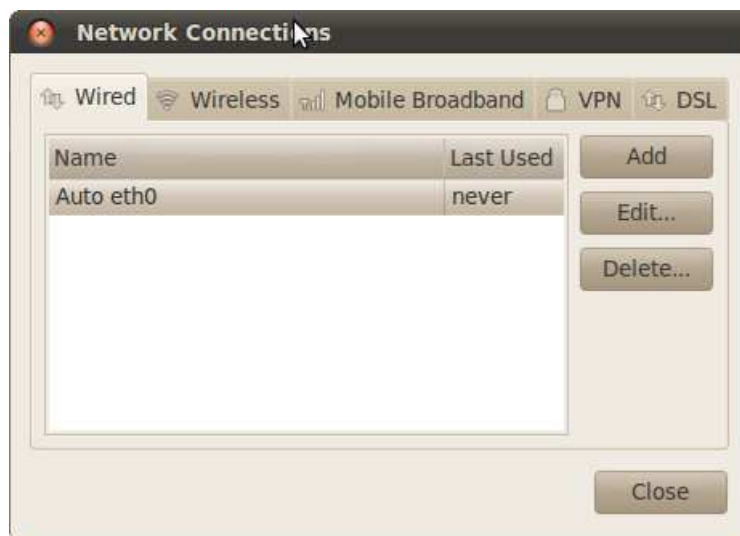 Network Connections
Wired Wireless Mobile Broadband VPN DSL
Name Last Used Add
Auto eth0 never
Edit...
Delete...
Close